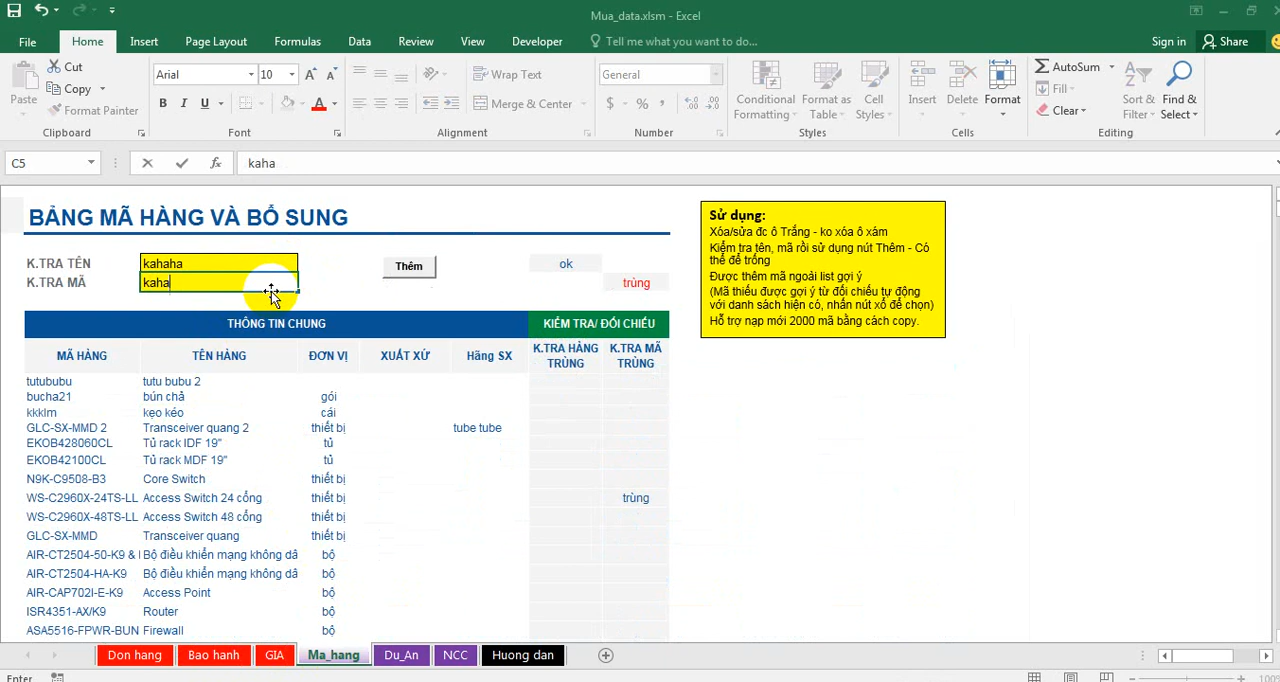 Mua_data.xlsm - Excel
File Home Insert Page Layout Formulas Data Review View Developer Tell me what you want to do... Sign in Share
Cut
Copy
Format Painter
Paste
Clipboard
Arial 10
B I U
Font
Wrap Text
Merge & Center
Alignment
General
$ % ,
Number
Conditional Formatting
Format as Table
Cell Styles
Styles
Insert Delete Format
Cells
AutoSum
Fill
Clear
Sort & Filter
Find & Select
Editing
C5 fx kaha
BẢNG MÃ HÀNG VÀ BỔ SUNG
K.TRA TÊN kahaha Thêm ok
K.TRA MÃ kaha trùng
Sử dụng:
Xóa/sửa đc ô Trắng - ko xóa ô xám
Kiểm tra tên, mã rồi sử dụng nút Thêm - Có
thể để trống
Được thêm mã ngoài list gợi ý
(Mã thiếu được gợi ý từ đối chiếu tự động
với danh sách hiện có, nhấn nút xổ để chọn)
Hỗ trợ nạp mới 2000 mã bằng cách copy.
THÔNG TIN CHUNG KIỂM TRA/ ĐỐI CHIẾU
MÃ HÀNG TÊN HÀNG ĐƠN VỊ XUẤT XỨ Hãng SX K.TRA HÀNG TRÙNG K.TRA MÃ TRÙNG
tutububu tutu bubu 2
bucha21 bún chả gói
kkklm kẹo kéo cái
GLC-SX-MMD 2 Transceiver quang 2 thiết bị tube tube
EKOB428060CL Tủ rack IDF 19" tủ
EKOB42100CL Tủ rack MDF 19" tủ
N9K-C9508-B3 Core Switch thiết bị
WS-C2960X-24TS-LL Access Switch 24 cổng thiết bị trùng
WS-C2960X-48TS-LL Access Switch 48 cổng thiết bị
GLC-SX-MMD Transceiver quang thiết bị
AIR-CT2504-50-K9 & Bộ điều khiển mạng không dâ bộ
AIR-CT2504-HA-K9 Bộ điều khiển mạng không dâ bộ
AIR-CAP702I-E-K9 Access Point bộ
ISR4351-AX/K9 Router bộ
ASA5516-FPWR-BUN Firewall bộ
Don hang Bao hanh GIA Ma_hang Du_An NCC Huong dan
Enter 100%